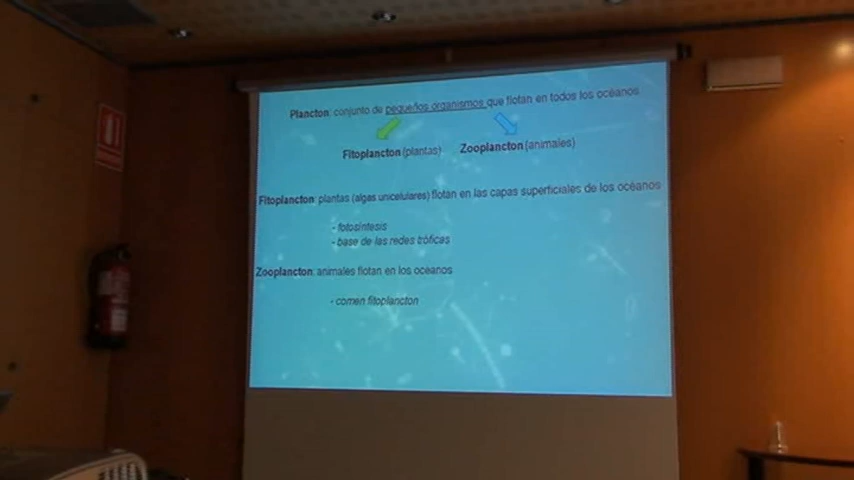 Plancton: conjunto de pequeños organismos que flotan en todos los océanos
Fitoplancton (plantas) Zooplancton (animales)
Fitoplancton: plantas (algas unicelulares) flotan en las capas superficiales de los océanos
- fotosíntesis
- base de las redes tróficas
Zooplancton: animales flotan en los oceanos
- comen fitoplancton